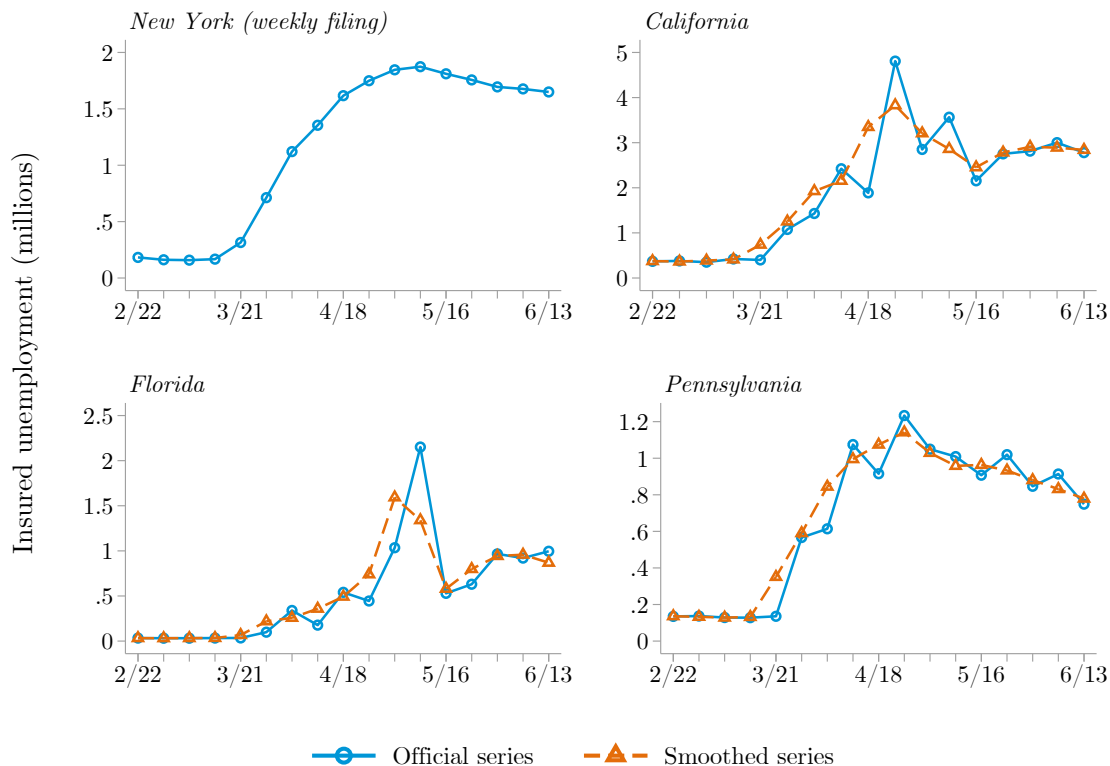 New York (weekly filing)
2
1.5
1
.5
0
2/22 3/21 4/18 5/16 6/13
California
5
4
3
2
1
0
2/22 3/21 4/18 5/16 6/13
Insured unemployment (millions)
Florida
2.5
2
1.5
1
.5
0
2/22 3/21 4/18 5/16 6/13
Pennsylvania
1.2
1
.8
.6
.4
.2
0
2/22 3/21 4/18 5/16 6/13
Official series Smoothed series